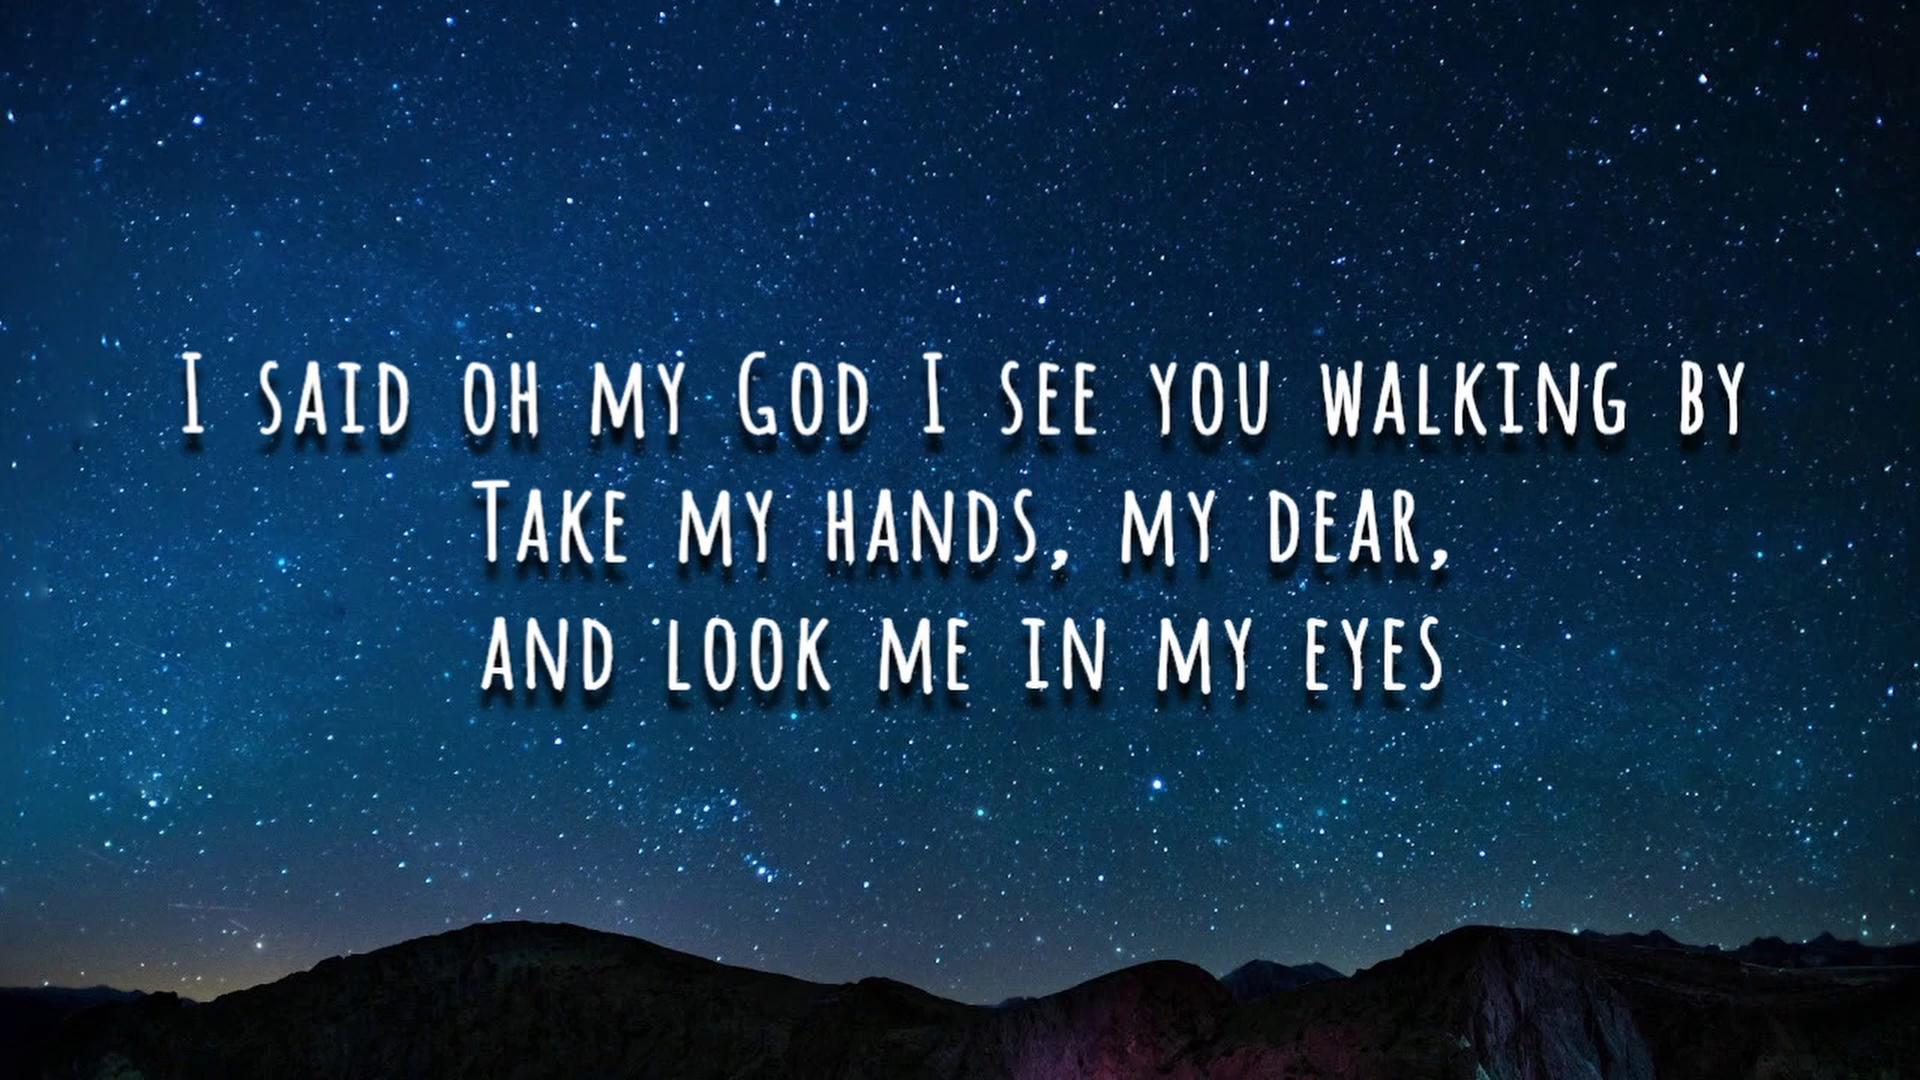 I said oh my God I see you walking by
Take my hands, my dear,
and look me in my eyes